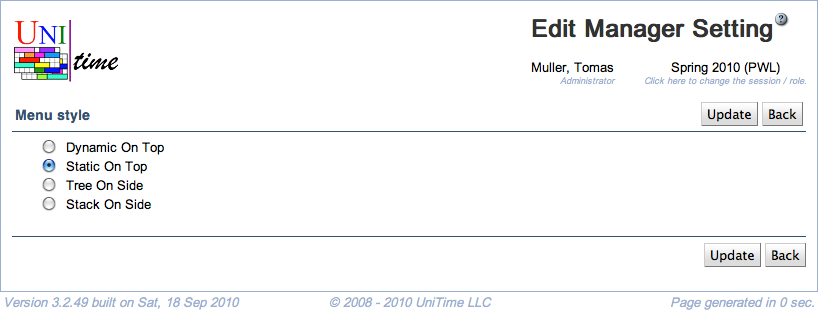 UNI
time
Edit Manager Setting
?
Muller, Tomas
Spring 2010 (PWL)
Administrator
Click here to change the session / role.
Menu style
Update
Back
Dynamic On Top
Static On Top
Tree On Side
Stack On Side
Update
Back
Version 3.2.49 built on Sat, 18 Sep 2010
© 2008 - 2010 UniTime LLC
Page generated in 0 sec.